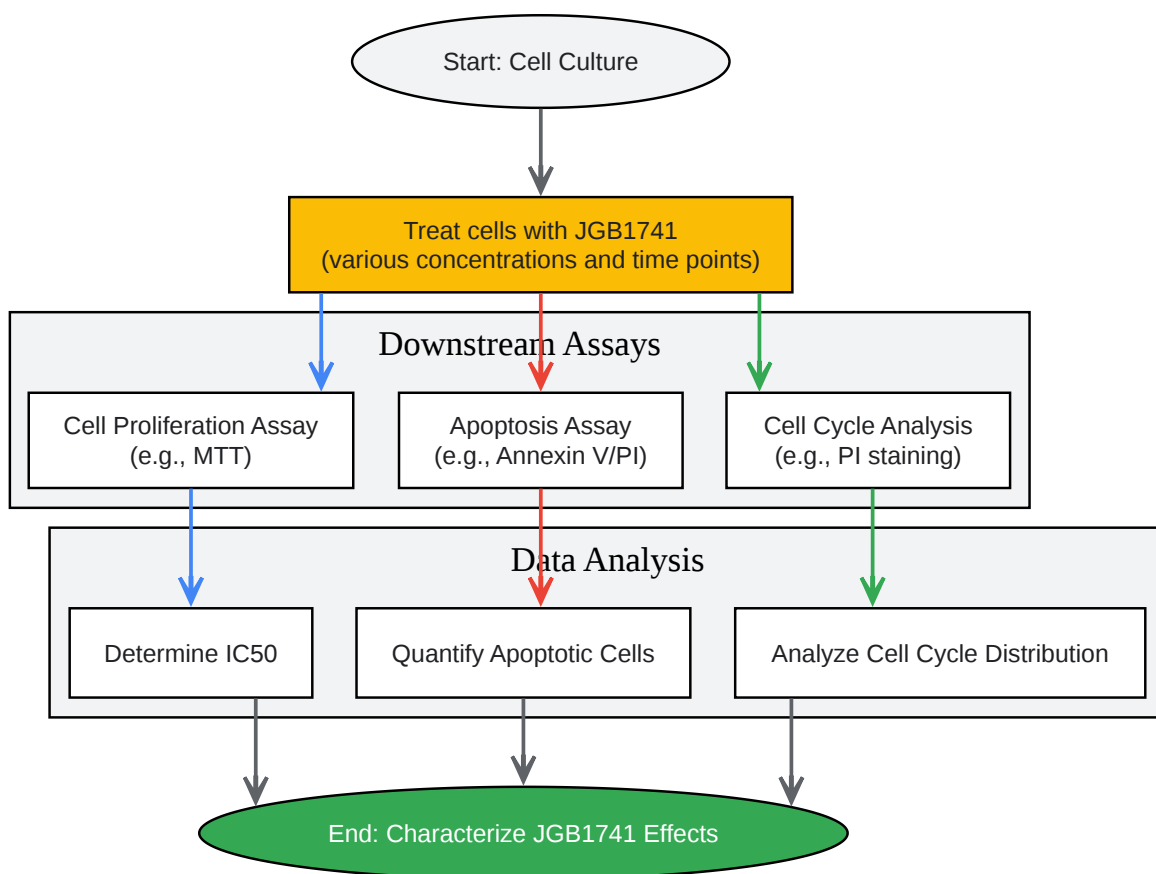 Start: Cell Culture
Treat cells with JGB1741
(various concentrations and time points)
Downstream Assays
Cell Proliferation Assay
(e.g., MTT)
Apoptosis Assay
(e.g., Annexin V/PI)
Cell Cycle Analysis
(e.g., PI staining)
Data Analysis
Determine IC50
Quantify Apoptotic Cells
Analyze Cell Cycle Distribution
End: Characterize JGB1741 Effects